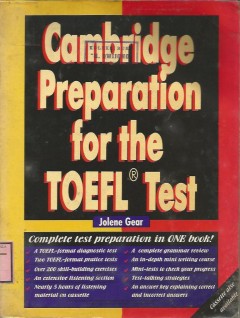 Cambridge
Preparation
for the
TOEFL® Test
Jolene Gear
Complete test preparation in ONE book!
A TOEFL-format diagnostic test
Two TOEFL-format practice tests
Over 200 skill-building exercises
An extensive listening section
Nearly 5 hours of listening
material on cassette
A complete grammar review
An in-depth mini writing course
Mini-tests to check your progress
Test-taking strategies
An answer key explaining correct
and incorrect answers
Cassette also
available